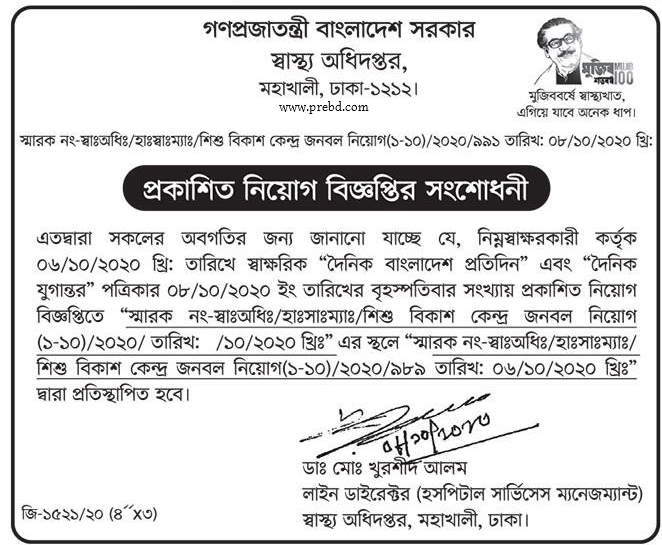 গণপ্রজাতন্ত্রী বাংলাদেশ সরকার
স্বাস্থ্য অধিদপ্তর,
মহাখালী, ঢাকা-১২১২।
www.prebd.com
মুজিব MUJIB
শতবর্ষ 100
মুজিববর্ষে স্বাস্থ্যখাত,
এগিয়ে যাবে অনেক ধাপ।
স্মারক নং-স্বাঃঅধিঃ/হাঃস্বাঃম্যাঃ/শিশু বিকাশ কেন্দ্র জনবল নিয়োগ(১-১০)/২০২০/৯৯১ তারিখ: ০৮/১০/২০২০ খ্রি:
প্রকাশিত নিয়োগ বিজ্ঞপ্তির সংশোধনী
এতদ্বারা সকলের অবগতির জন্য জানানো যাচ্ছে যে, নিম্নস্বাক্ষরকারী কর্তৃক
০৬/১০/২০২০ খ্রি: তারিখে স্বাক্ষরিক “দৈনিক বাংলাদেশ প্রতিদিন” এবং “দৈনিক
যুগান্তর” পত্রিকার ০৮/১০/২০২০ ইং তারিখের বৃহস্পতিবার সংখ্যায় প্রকাশিত নিয়োগ
বিজ্ঞপ্তিতে “স্মারক নং-স্বাঃঅধিঃ/হাঃসাঃম্যাঃ/শিশু বিকাশ কেন্দ্র জনবল নিয়োগ
(১-১০)/২০২০/ তারিখ: /১০/২০২০ খ্রিঃ” এর স্থলে “স্মারক নং-স্বাঃঅধিঃ/হাঃসাঃম্যাঃ/
শিশু বিকাশ কেন্দ্র জনবল নিয়োগ(১-১০)/২০২০/৯৮৯ তারিখ: ০৬/১০/২০২০ খ্রিঃ”
দ্বারা প্রতিস্থাপিত হবে।
ডাঃ মোঃ খুরশীদ আলম
লাইন ডাইরেক্টর (হসপিটাল সার্ভিসেস ম্যানেজম্যান্ট)
স্বাস্থ্য অধিদপ্তর, মহাখালী, ঢাকা।
জি-১৫২১/২০ (৪˝x৩)